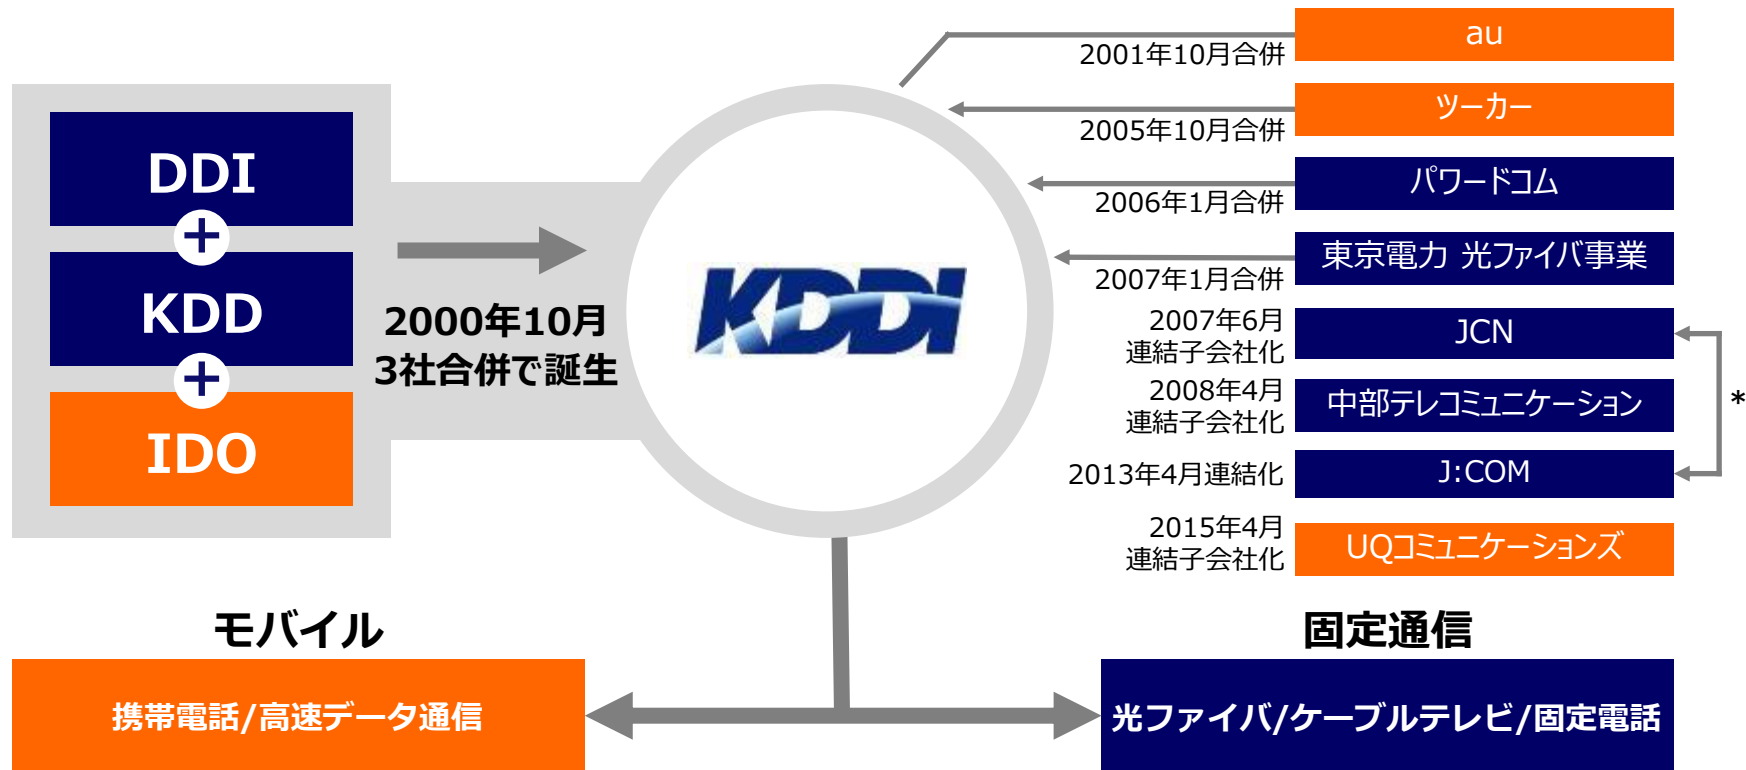 DDI
+
KDD
+
IDO
2000年10月
3社合併で誕生
KDDI
au
2001年10月合併
ツーカー
2005年10月合併
パワードコム
2006年1月合併
東京電力 光ファイバ事業
2007年1月合併
2007年6月
連結子会社化
JCN
2008年4月
連結子会社化
中部テレコミュニケーション
*
2013年4月連結化
J:COM
2015年4月
連結子会社化
UQコミュニケーションズ
モバイル
携帯電話/高速データ通信
固定通信
光ファイバ/ケーブルテレビ/固定電話